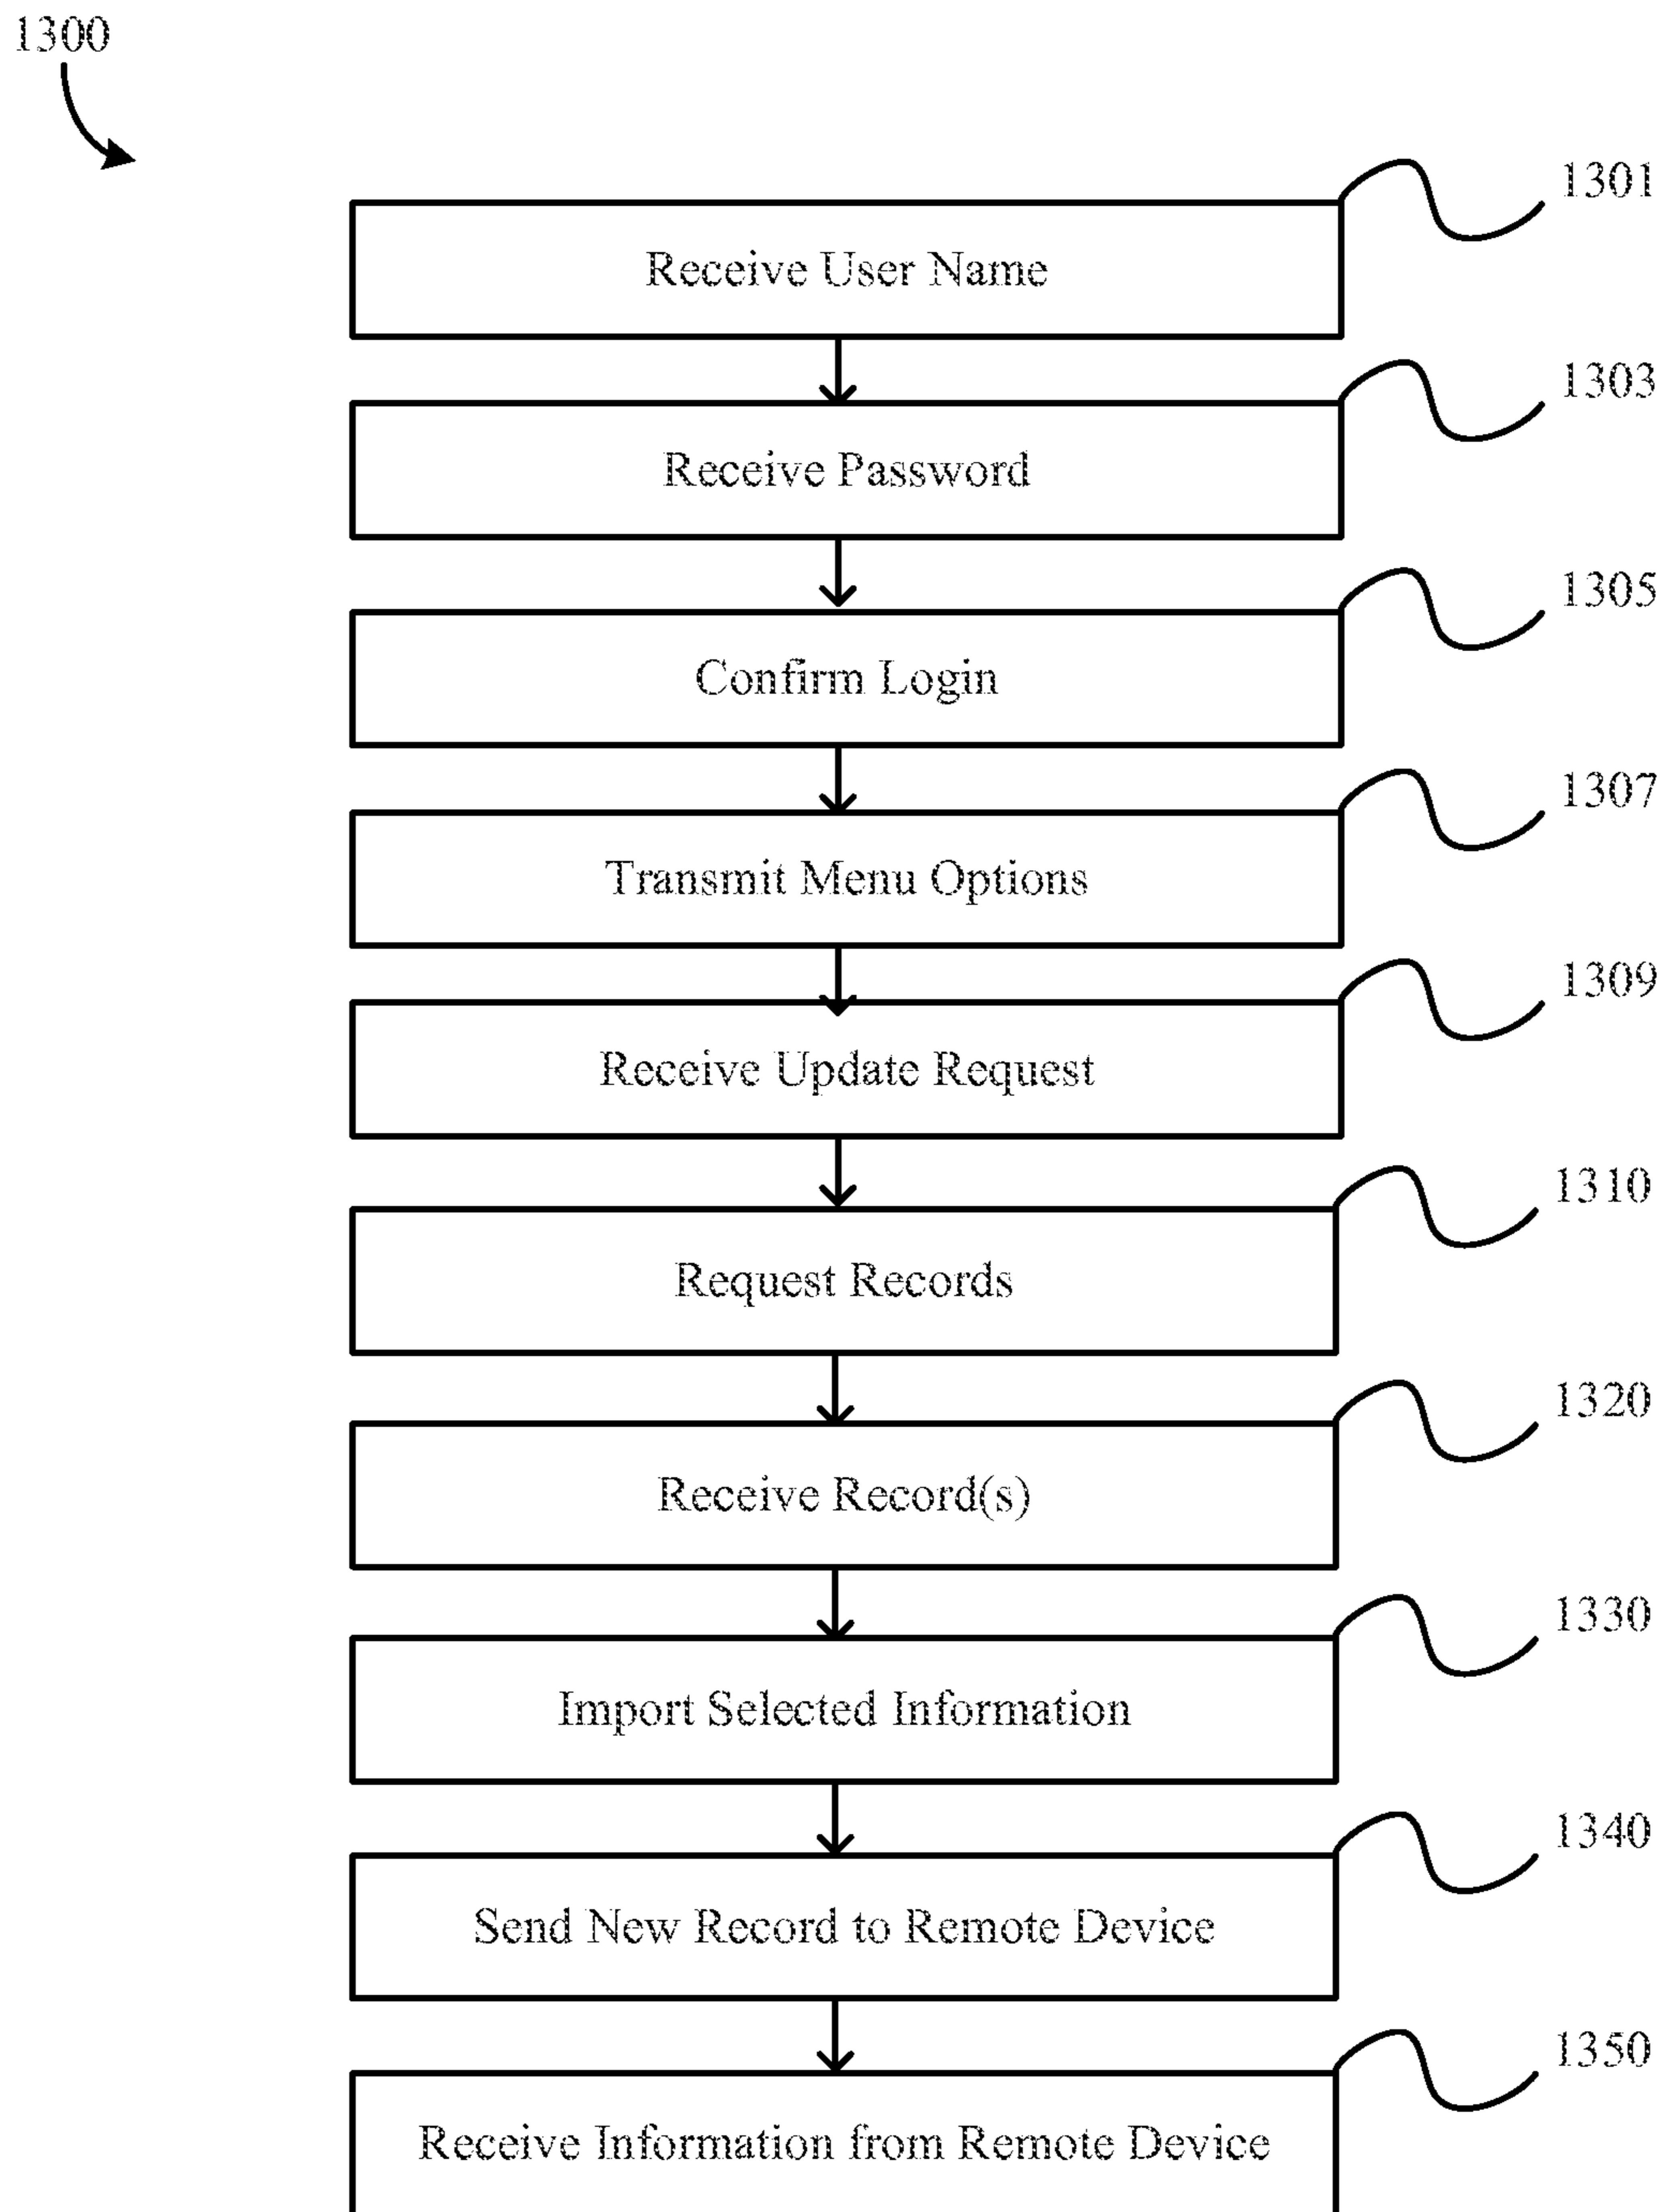 1300
1301
Receive User Name
1303
Receive Password
1305
Confirm Login
1307
Transmit Menu Options
1309
Receive Update Request
1310
Request Records
1320
Receive Record(s)
1330
Import Selected Information
1340
Send New Record to Remote Device
1350
Receive Information from Remote Device